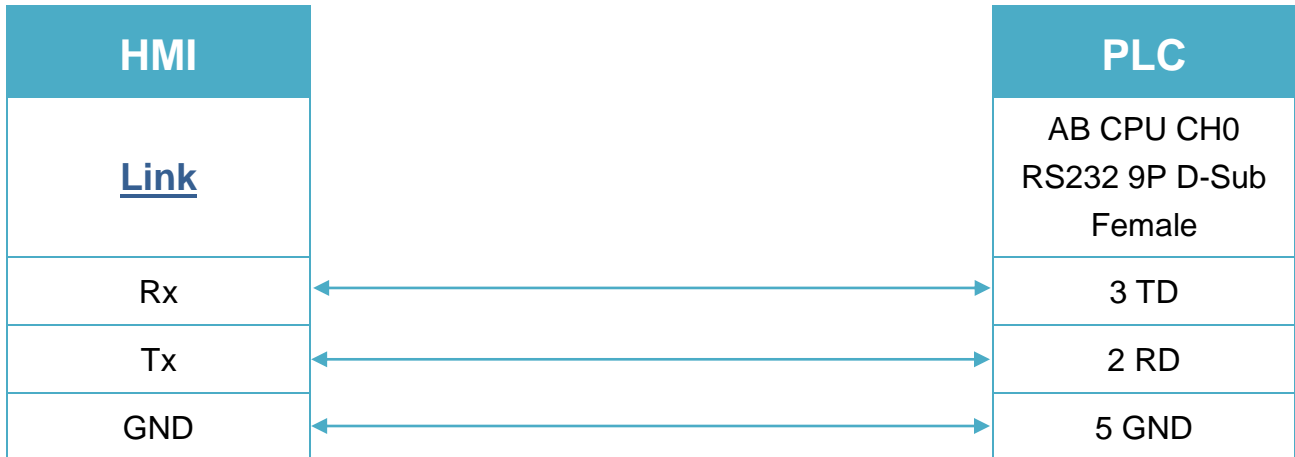 HMI
PLC
Link
AB CPU CH0
RS232 9P D-Sub
Female
Rx
3 TD
Tx
2 RD
GND
5 GND